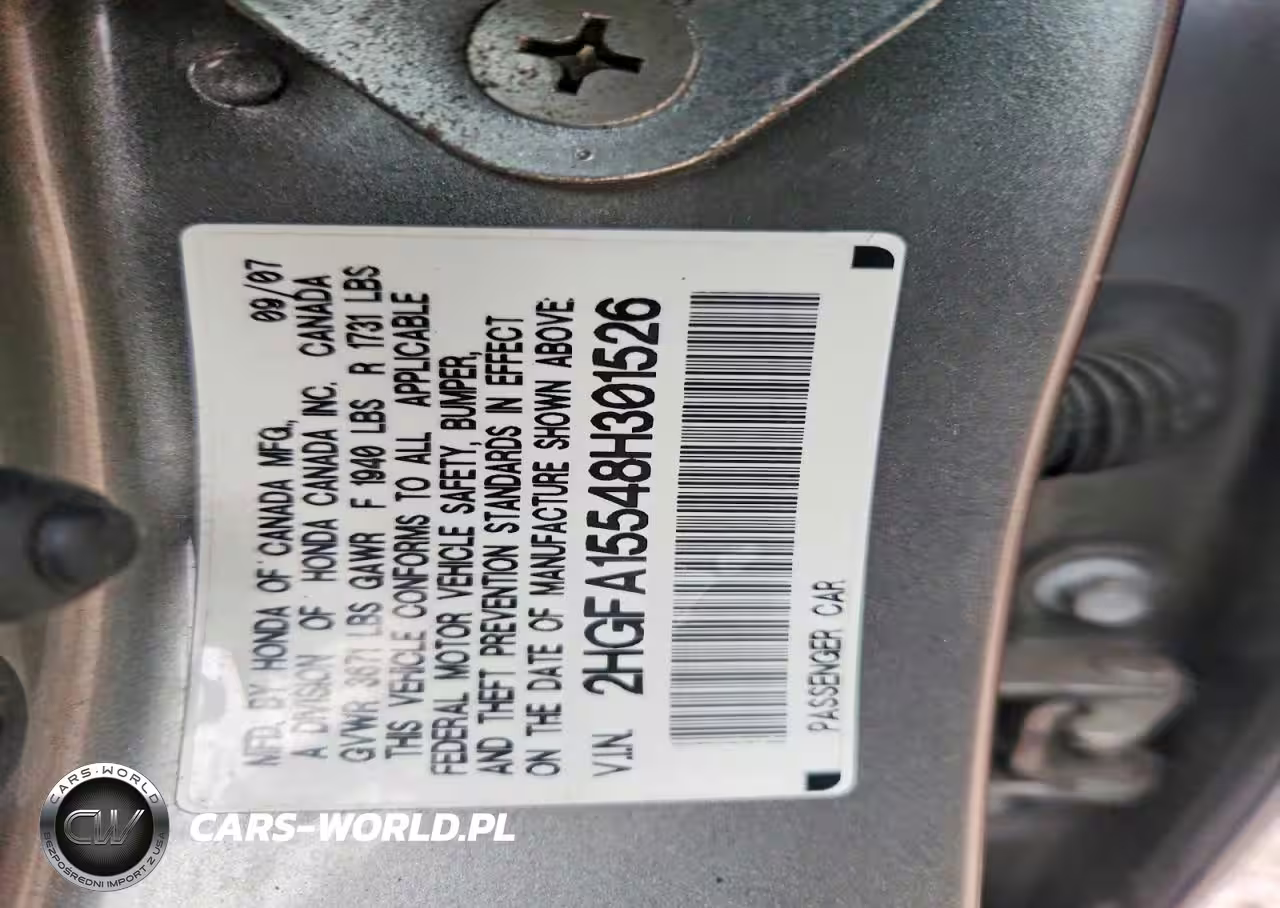 MFD. BY HONDA OF CANADA MFG., 09/07
A DIVISION OF HONDA CANADA INC. CANADA
GVWR 3671 LBS GAWR F 1940 LBS R 1731 LBS
THIS VEHICLE CONFORMS TO ALL APPLICABLE
FEDERAL MOTOR VEHICLE SAFETY, BUMPER,
AND THEFT PREVENTION STANDARDS IN EFFECT
ON THE DATE OF MANUFACTURE SHOWN ABOVE:
V.I.N. 2HGFA15548H301526
PASSENGER CAR
CARS-WORLD
CW
BEZPOŚREDNI IMPORT Z USA
CARS-WORLD.PL